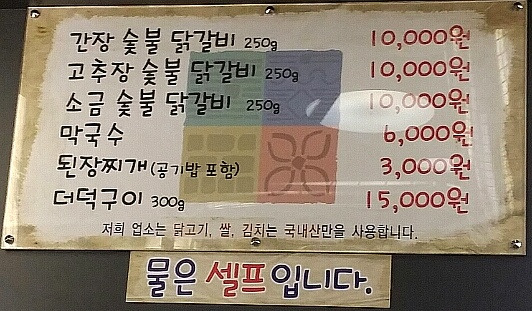 간장 숯불 닭갈비 250g 10,000원
고추장 숯불 닭갈비 250g 10,000원
소금 숯불 닭갈비 250g 10,000원
막국수 6,000원
된장찌개 (공기밥 포함) 3,000원
더덕구이 300g 15,000원
저희 업소는 닭고기, 쌀, 김치는 국내산만을 사용합니다.
물은 셀프입니다.